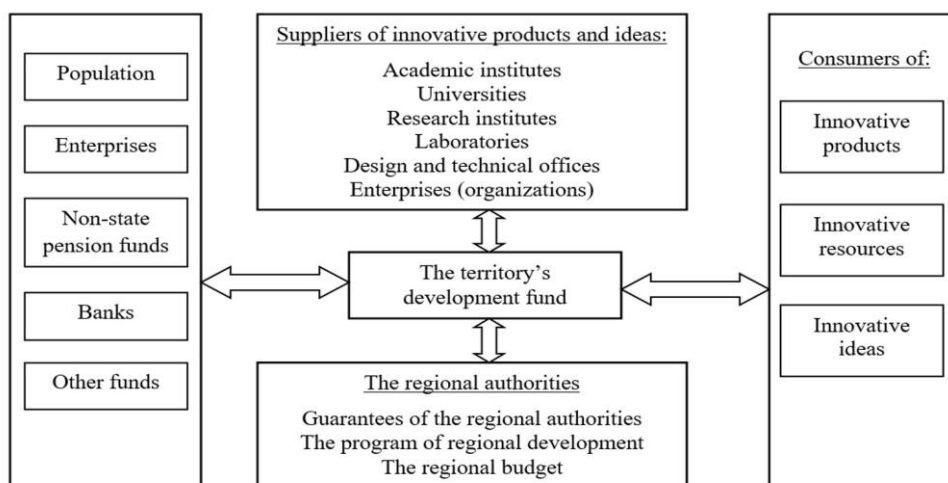 Population
Enterprises
Non-state
pension funds
Banks
Other funds
Suppliers of innovative products and ideas:
Academic institutes
Universities
Research institutes
Laboratories
Design and technical offices
Enterprises (organizations)
The territory’s
development fund
The regional authorities
Guarantees of the regional authorities
The program of regional development
The regional budget
Consumers of:
Innovative
products
Innovative
resources
Innovative
ideas